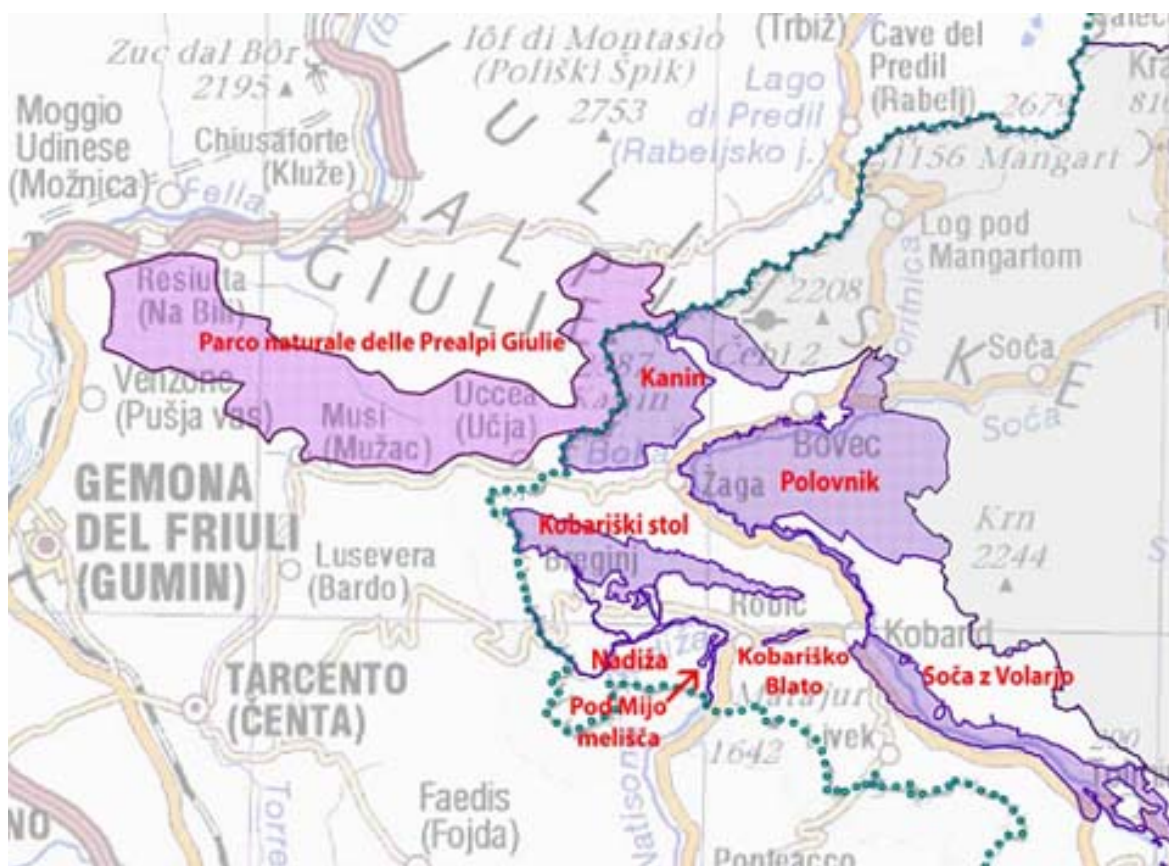 Zuc dal Bôr
2195
Iôf di Montasio
(Poliški Špik)
2753
(Trbiž)
Cave del
Predil
(Rabelj)
2679
Moggio
Udinese
(Možnica)
Chiusaforte
(Kluže)
Lago
di Predil
(Rabeljsko j.)
1156 Mangart
Fella
ALPI
GIULIE
Log pod
Mangartom
Resiutta
(Na Bili)
2208
Parco naturale delle Prealpi Giulie
Kanin
Soča
Venzone
(Pušja vas)
Musi
(Mužac)
Uccea
(Učja)
Soča
Bovec
Žaga
Polovnik
GEMONA
DEL FRIULI
(GUMIN)
Kobariški stol
Breginj
Krn
2244
Lusevera
(Bardo)
Robič
Kobarid
Nadiža
Kobariško
Blato
Soča z Volarjo
TARCENTO
(ČENTA)
Pod Mijo
melišča
Matajur
1642
Livek
Faedis
(Fojda)
Torre
Natisone